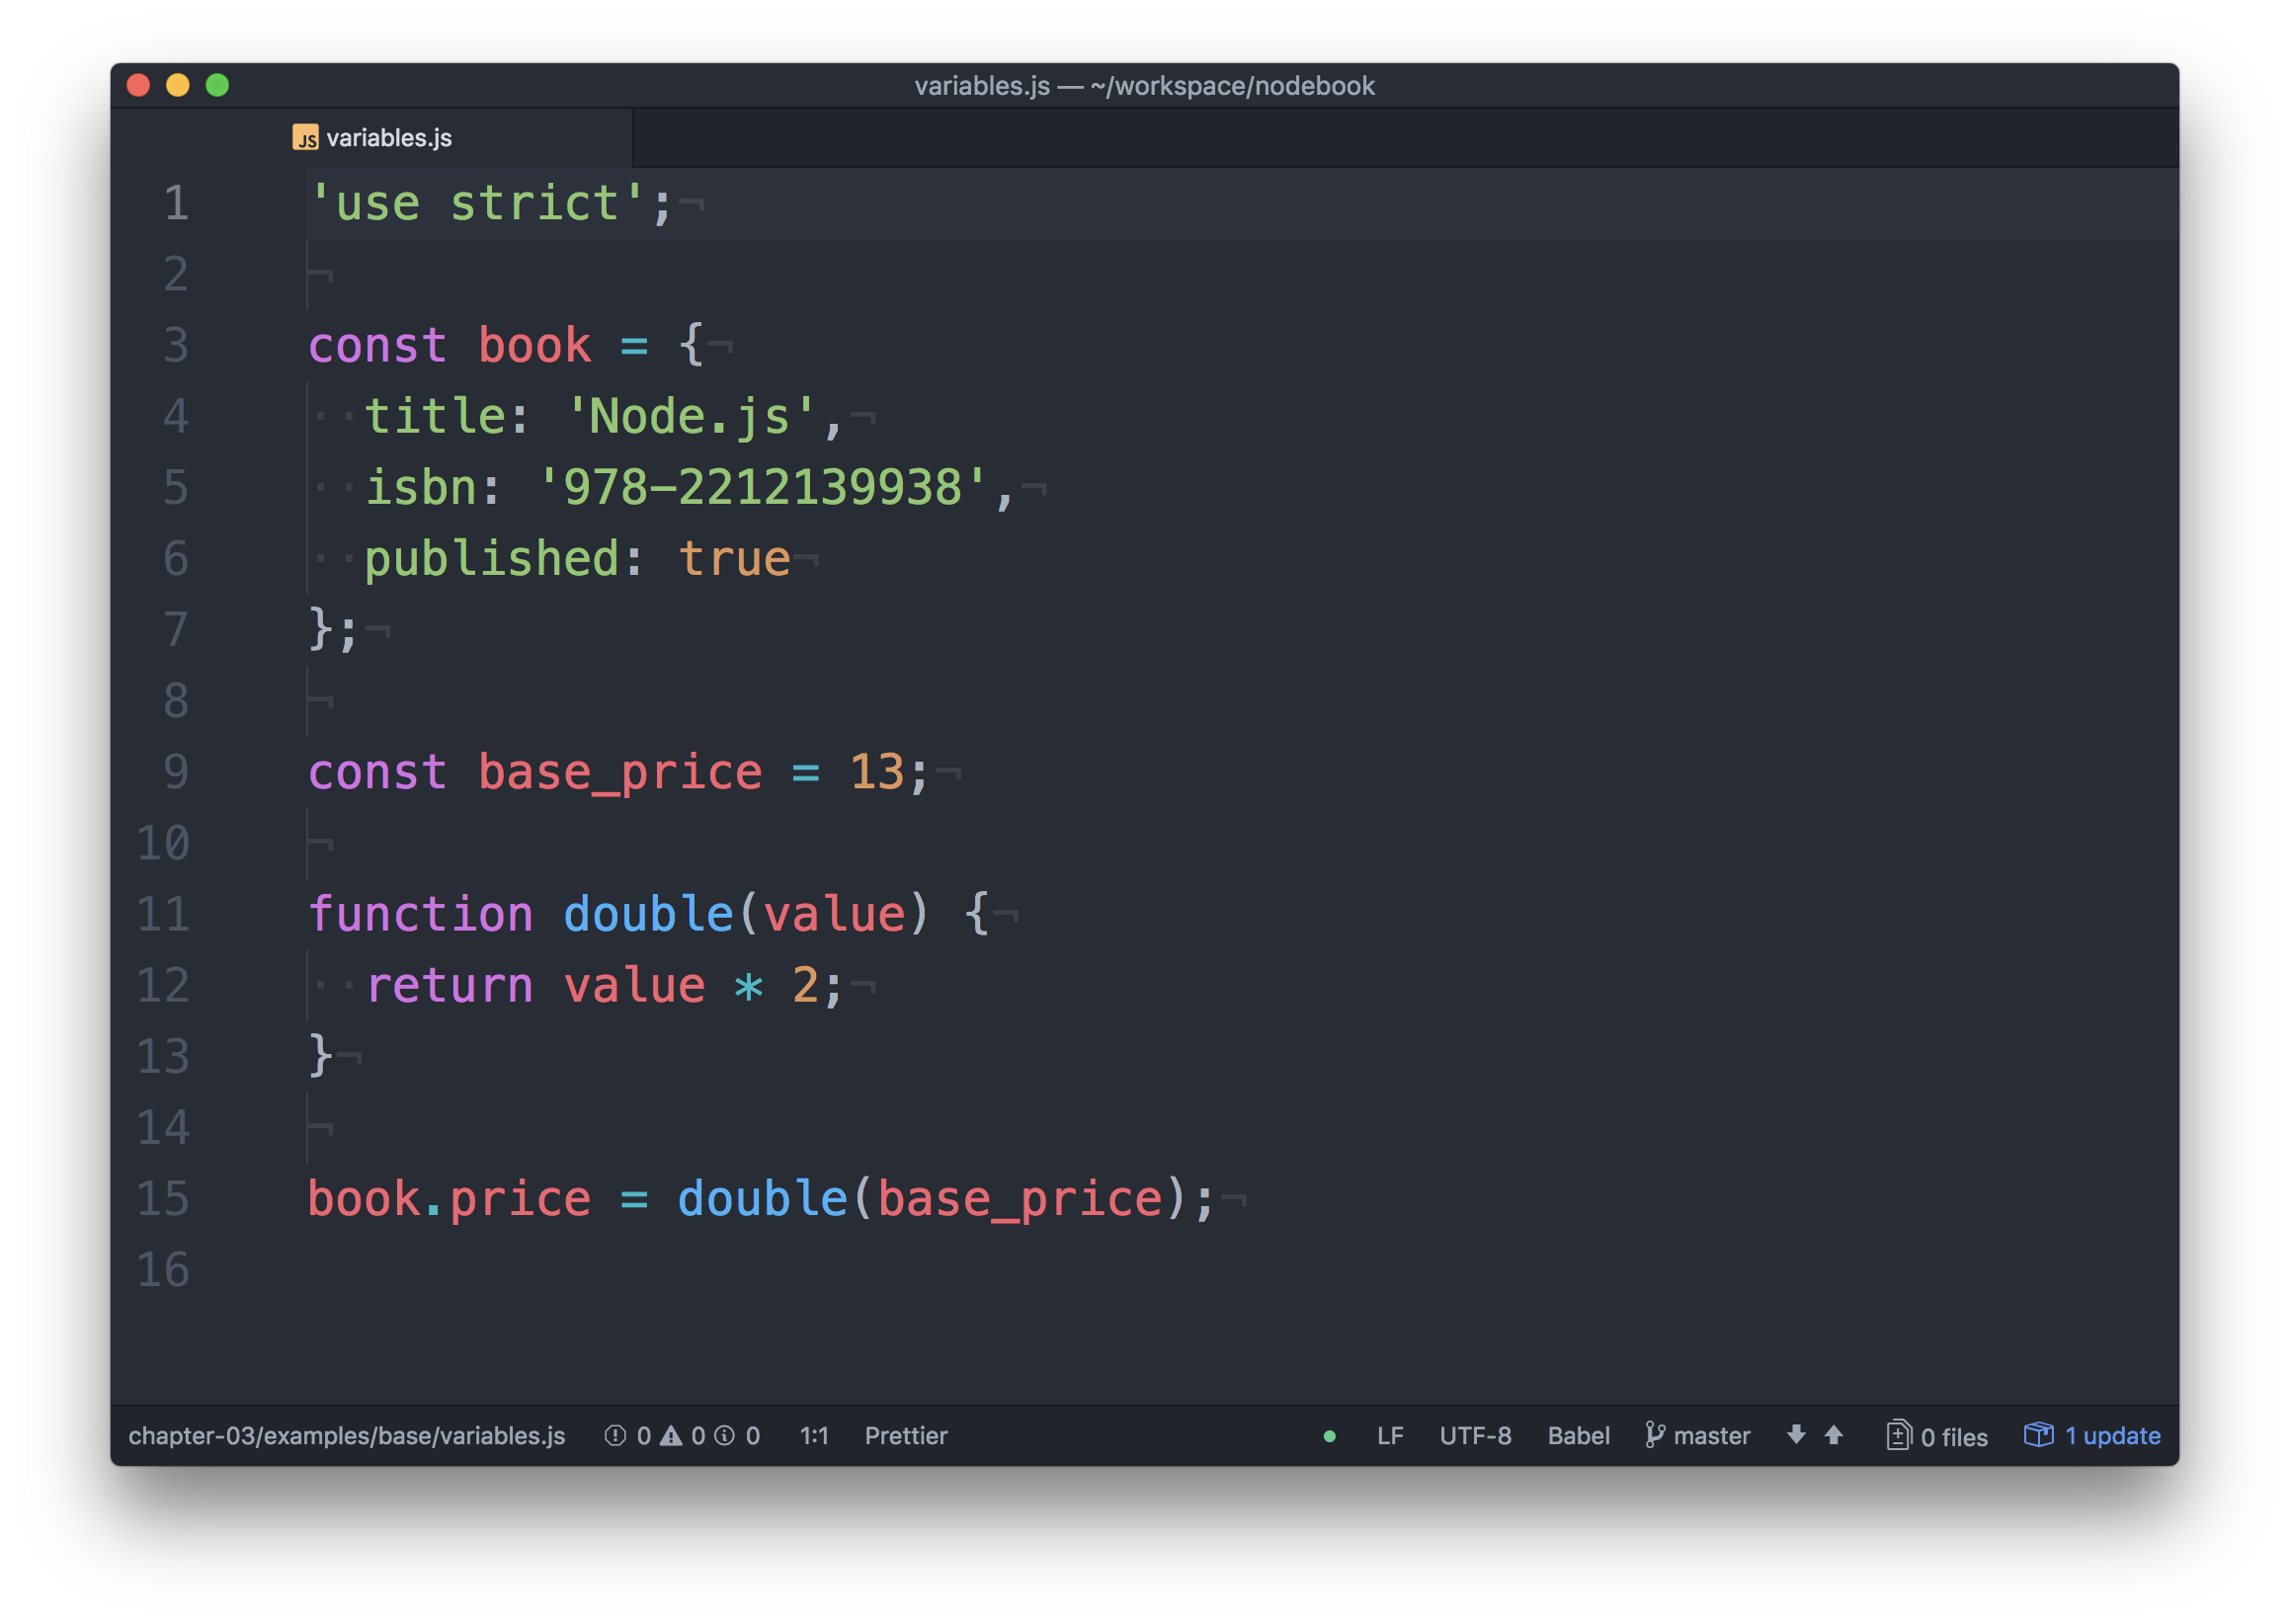 variables.js — ~/workspace/nodebook
JS variables.js
1 'use strict';¬
2 ¬
3 const book = {¬
4 ··title: 'Node.js',¬
5 ··isbn: '978-2212139938',¬
6 ··published: true¬
7 };¬
8 ¬
9 const base_price = 13;¬
10 ¬
11 function double(value) {¬
12 ··return value * 2;¬
13 }¬
14 ¬
15 book.price = double(base_price);¬
16
chapter-03/examples/base/variables.js 0 0 0 1:1 Prettier LF UTF-8 Babel master 0 files 1 update